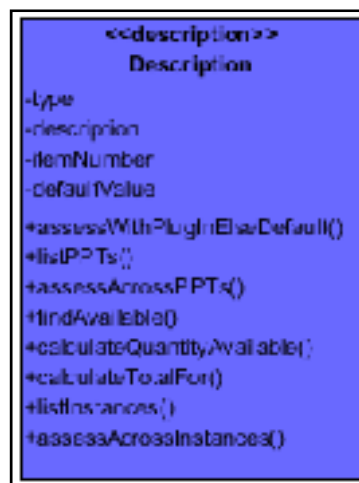 <<description>>
Description
-type
-description
-itemNumber
-defaultValue
+assessWithPlugInElseDefault()
+listPPTs()
+assessAcrossPPTs()
+findAvailable()
+calculateQuantityAvailable()
+calculateTotalFor()
+listInstances()
+assessAcrossInstances()